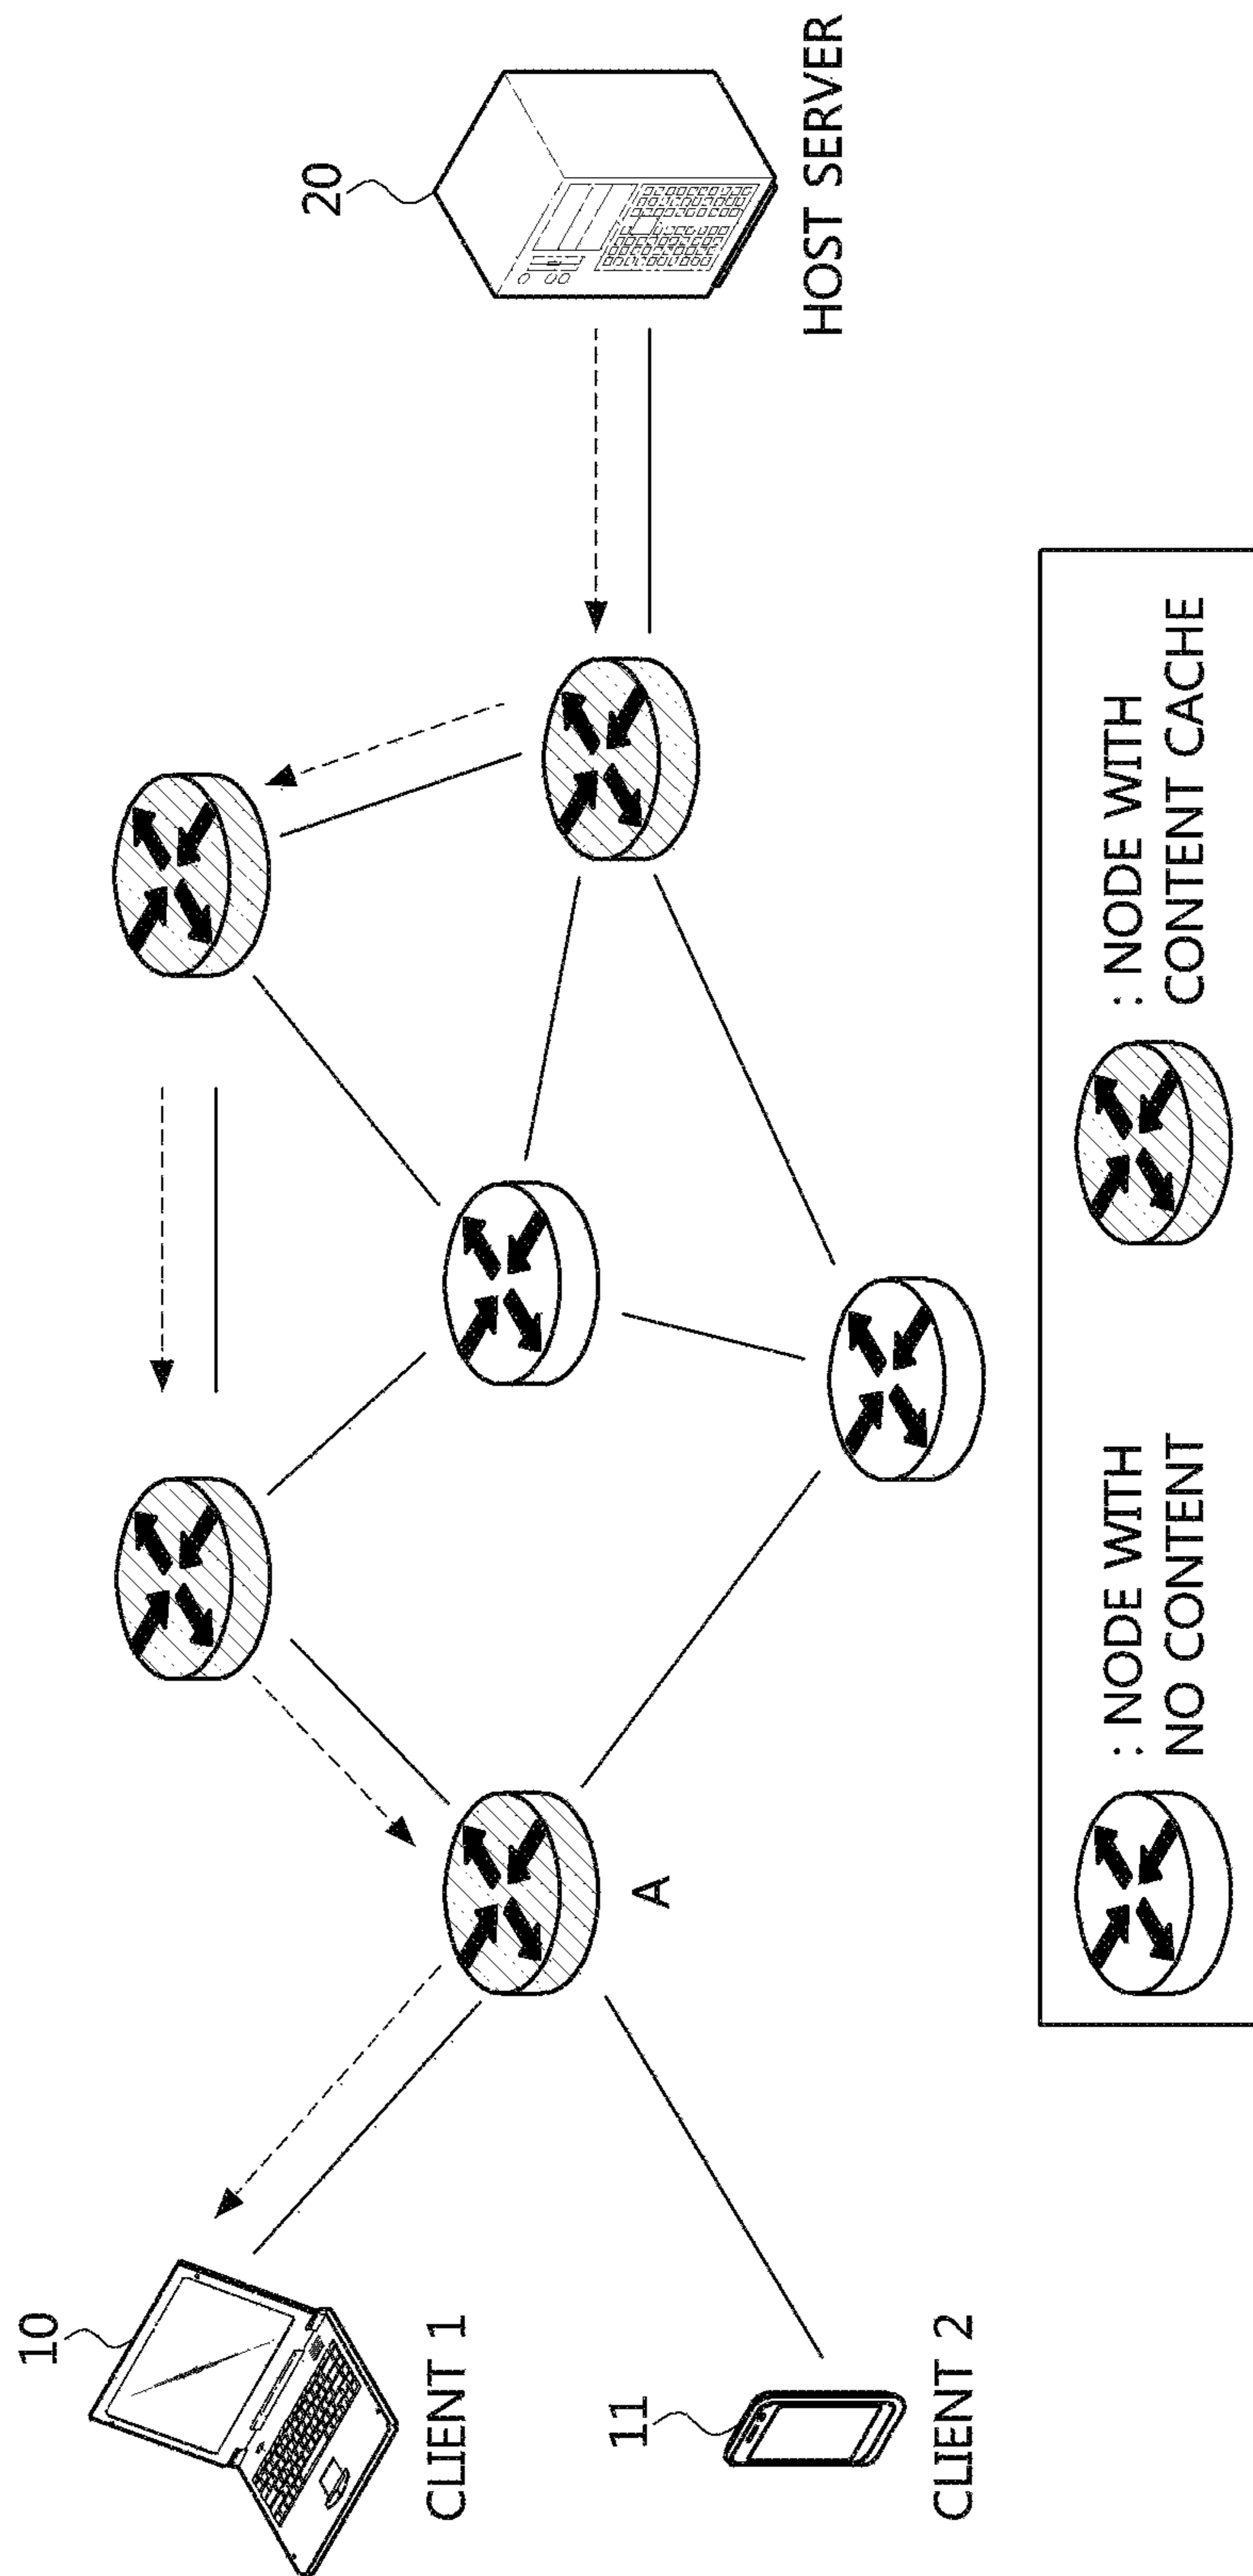 10
CLIENT 1
11
CLIENT 2
A
20
HOST SERVER
: NODE WITH
NO CONTENT
: NODE WITH
CONTENT CACHE